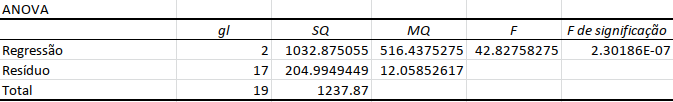 ANOVA
gl SQ MQ F F de significação
Regressão 2 1032.875055 516.4375275 42.82758275 2.30186E-07
Resíduo 17 204.9949449 12.05852617
Total 19 1237.87